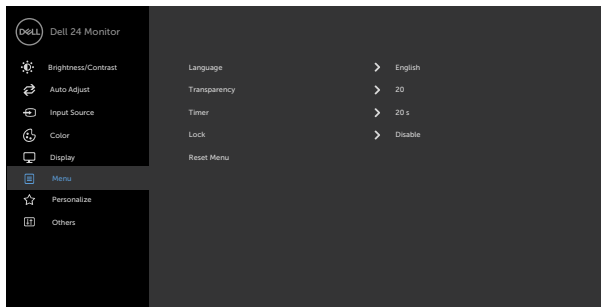 DELL Dell 24 Monitor
Brightness/Contrast Language English
Auto Adjust Transparency 20
Input Source Timer 20 s
Color Lock Disable
Display Reset Menu
Menu
Personalize
Others